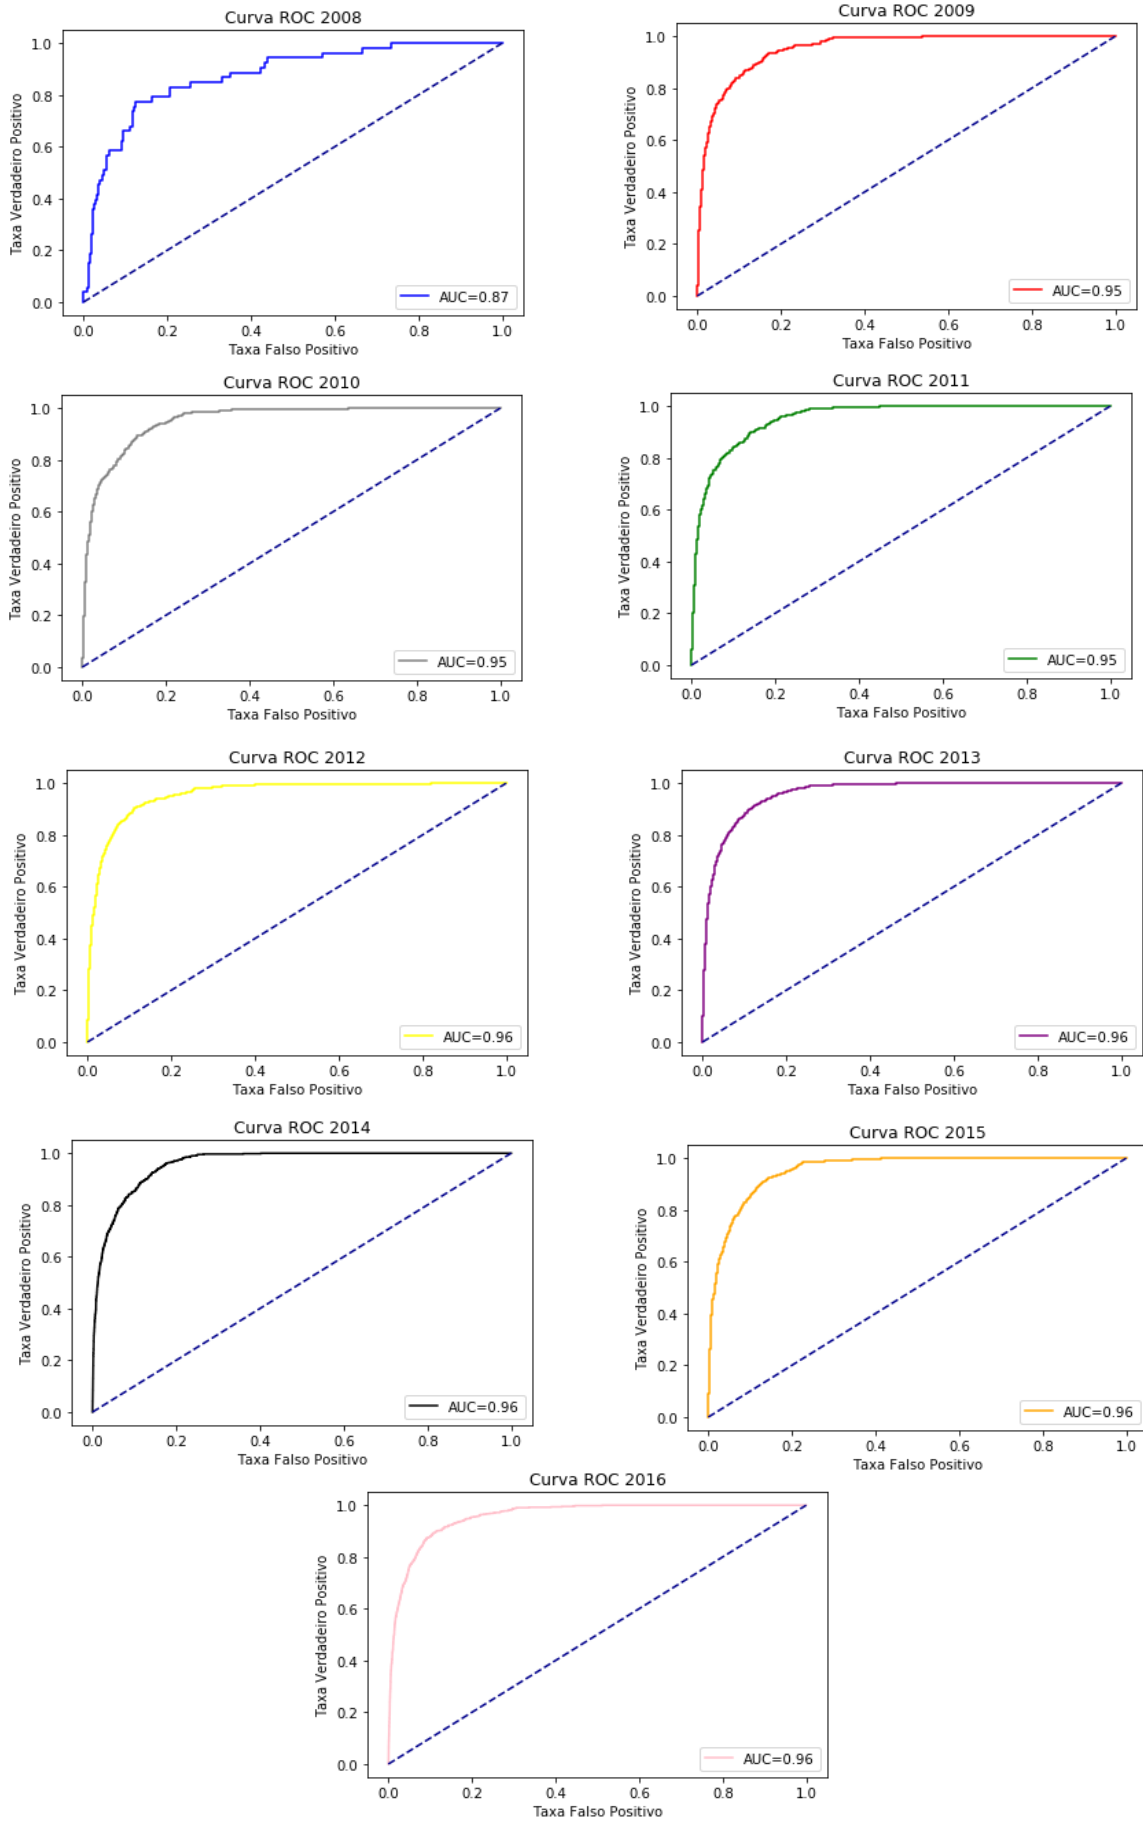 Curva ROC 2008
Taxa Verdadeiro Positivo
1.0
0.8
0.6
0.4
0.2
0.0
AUC=0.87
0.0 0.2 0.4 0.6 0.8 1.0
Taxa Falso Positivo
Curva ROC 2009
Taxa Verdadeiro Positivo
1.0
0.8
0.6
0.4
0.2
0.0
AUC=0.95
0.0 0.2 0.4 0.6 0.8 1.0
Taxa Falso Positivo
Curva ROC 2010
Taxa Verdadeiro Positivo
1.0
0.8
0.6
0.4
0.2
0.0
AUC=0.95
0.0 0.2 0.4 0.6 0.8 1.0
Taxa Falso Positivo
Curva ROC 2011
Taxa Verdadeiro Positivo
1.0
0.8
0.6
0.4
0.2
0.0
AUC=0.95
0.0 0.2 0.4 0.6 0.8 1.0
Taxa Falso Positivo
Curva ROC 2012
Taxa Verdadeiro Positivo
1.0
0.8
0.6
0.4
0.2
0.0
AUC=0.96
0.0 0.2 0.4 0.6 0.8 1.0
Taxa Falso Positivo
Curva ROC 2013
Taxa Verdadeiro Positivo
1.0
0.8
0.6
0.4
0.2
0.0
AUC=0.96
0.0 0.2 0.4 0.6 0.8 1.0
Taxa Falso Positivo
Curva ROC 2014
Taxa Verdadeiro Positivo
1.0
0.8
0.6
0.4
0.2
0.0
AUC=0.96
0.0 0.2 0.4 0.6 0.8 1.0
Taxa Falso Positivo
Curva ROC 2015
Taxa Verdadeiro Positivo
1.0
0.8
0.6
0.4
0.2
0.0
AUC=0.96
0.0 0.2 0.4 0.6 0.8 1.0
Taxa Falso Positivo
Curva ROC 2016
Taxa Verdadeiro Positivo
1.0
0.8
0.6
0.4
0.2
0.0
AUC=0.96
0.0 0.2 0.4 0.6 0.8 1.0
Taxa Falso Positivo